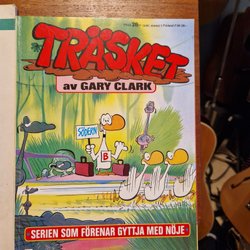 TRÄSKET
av GARY CLARK
SÖDERN
B
SERIEN SOM FÖRENAR GYTTJA MED NÖJE